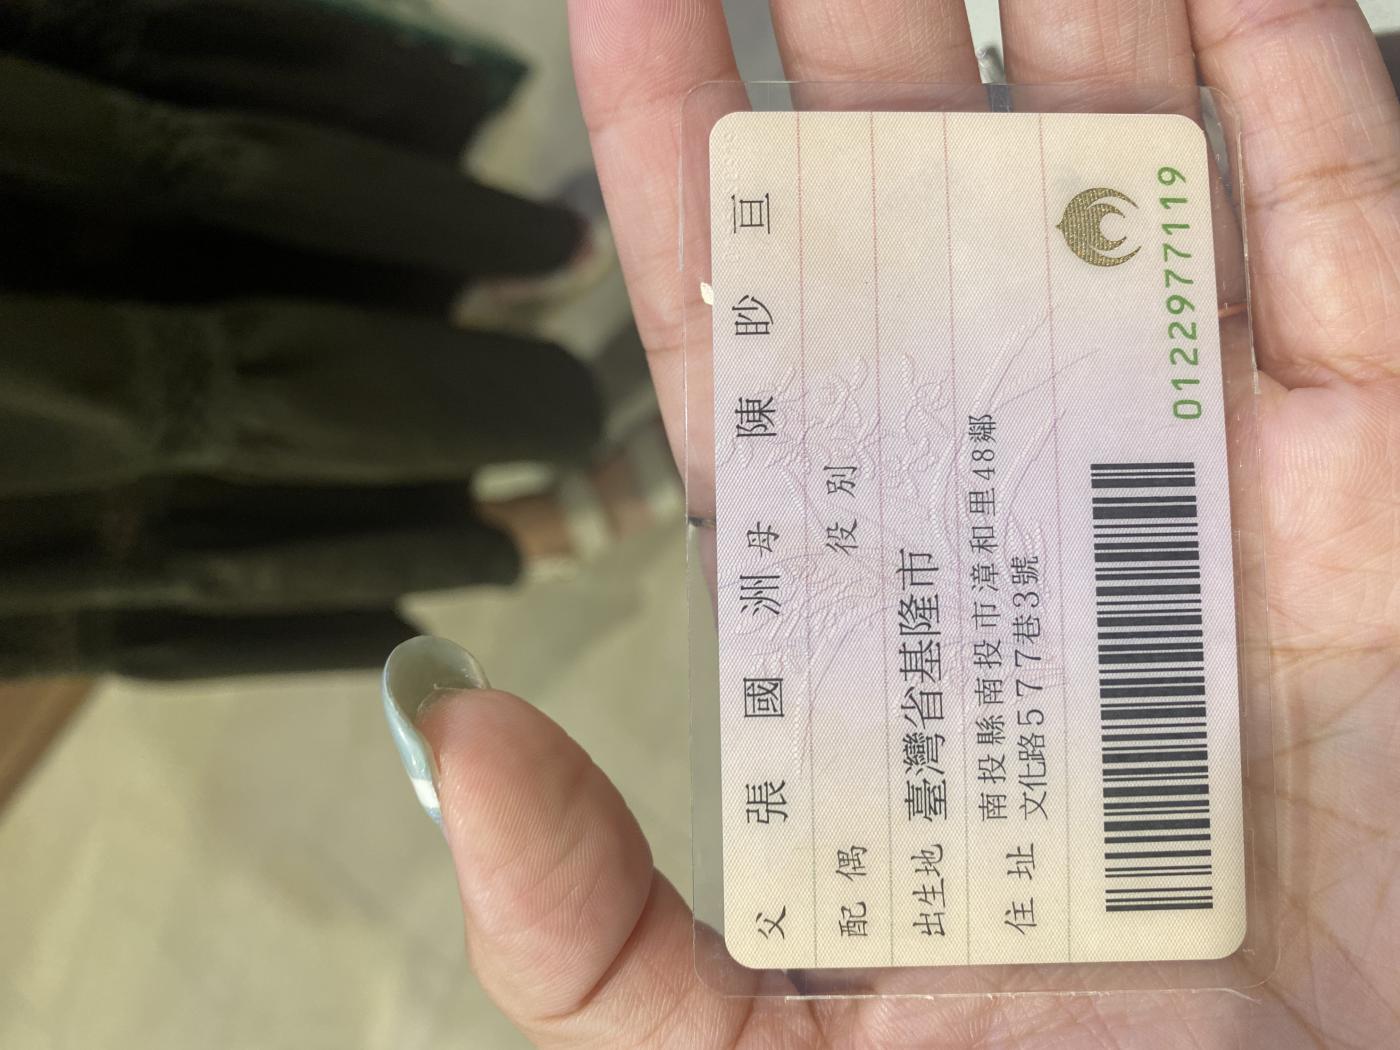 父 張國洲 母 陳眇亘
配偶 役別
出生地 臺灣省基隆市
住址 南投縣南投市漳和里48鄰
文化路577巷3號
0122977119